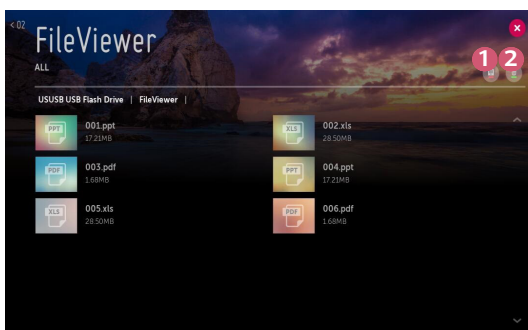 < 02
FileViewer
ALL
1 2
USUSB USB Flash Drive | FileViewer |
PPT 001.ppt
17.21MB
XLS 002.xls
28.50MB
PDF 003.pdf
1.68MB
PPT 004.ppt
17.21MB
XLS 005.xls
28.50MB
PDF 006.pdf
1.68MB